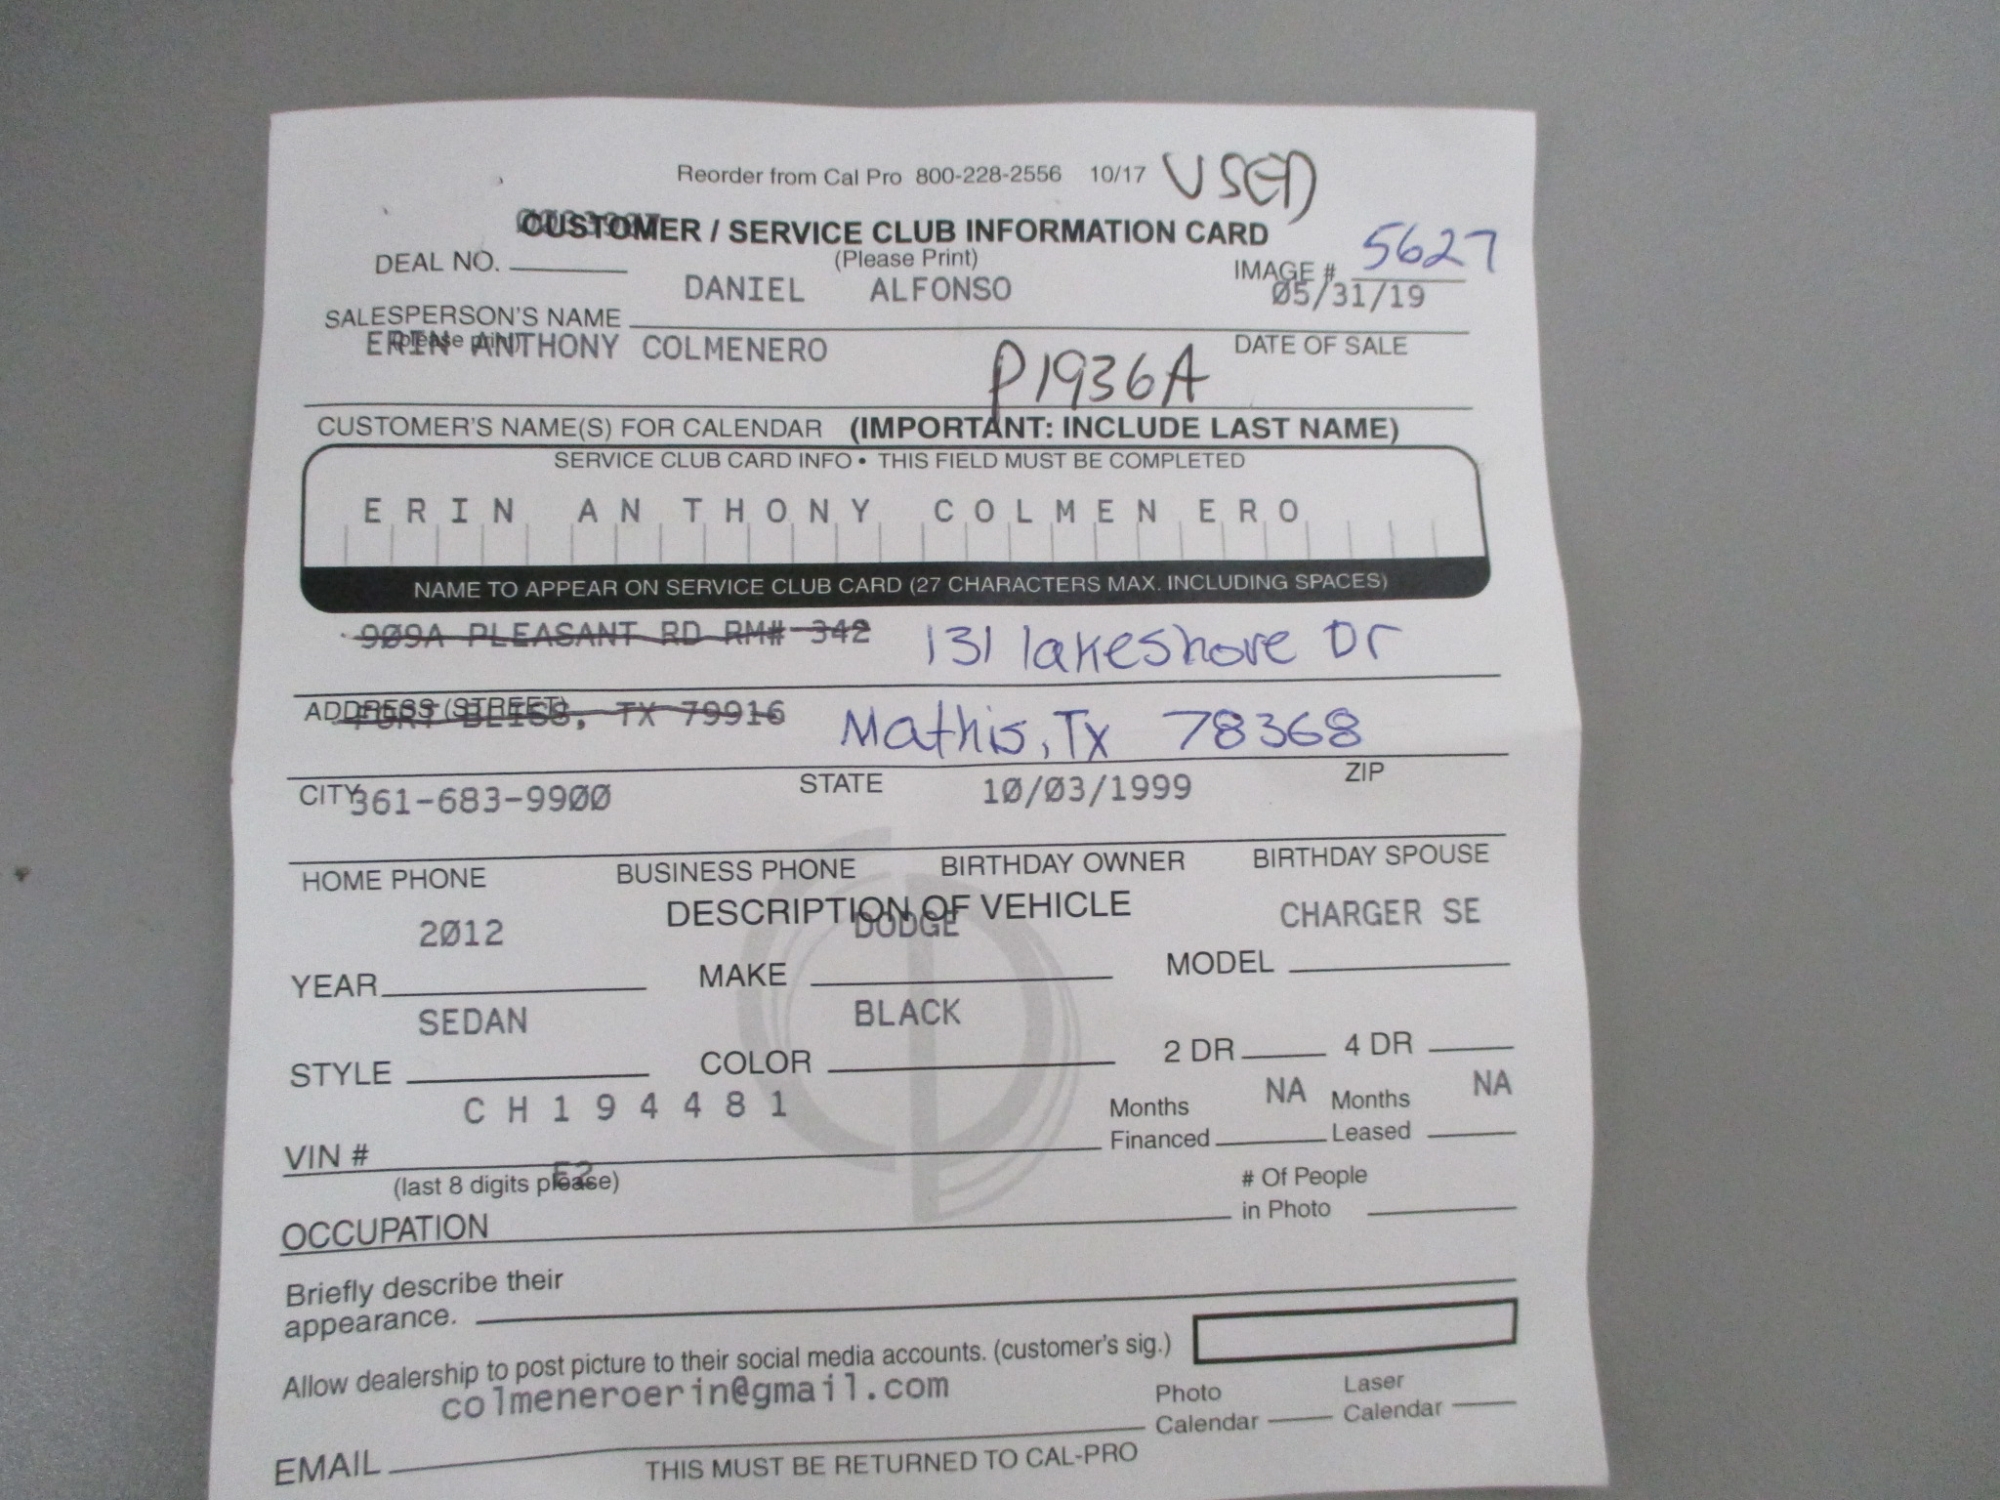 Reorder from Cal Pro 800-228-2556 10/17 USED
CUSTOMER / SERVICE CLUB INFORMATION CARD
(Please Print)
DEAL NO. IMAGE # 5627
DANIEL ALFONSO 05/31/19
SALESPERSON'S NAME
(please print) DATE OF SALE
ERIN ANTHONY COLMENERO P1936A
CUSTOMER'S NAME(S) FOR CALENDAR (IMPORTANT: INCLUDE LAST NAME)
SERVICE CLUB CARD INFO • THIS FIELD MUST BE COMPLETED
ERIN ANTHONY COLMENERO
NAME TO APPEAR ON SERVICE CLUB CARD (27 CHARACTERS MAX. INCLUDING SPACES)
909A PLEASANT RD RM# 342 131 lakeshore Dr
ADDRESS (STREET)
FORT BLISS, TX 79916 Mathis, Tx 78368
CITY STATE ZIP
361-683-9900 10/03/1999
HOME PHONE BUSINESS PHONE BIRTHDAY OWNER BIRTHDAY SPOUSE
DESCRIPTION OF VEHICLE
2012 DODGE CHARGER SE
YEAR MAKE MODEL
SEDAN BLACK
STYLE COLOR 2 DR 4 DR
CH194481 NA NA
VIN # Months Financed Months Leased
(last 8 digits please)
E2
OCCUPATION # Of People in Photo
Briefly describe their
appearance.
Allow dealership to post picture to their social media accounts. (customer's sig.)
colmeneroerin@gmail.com
EMAIL Photo Calendar Laser Calendar
THIS MUST BE RETURNED TO CAL-PRO